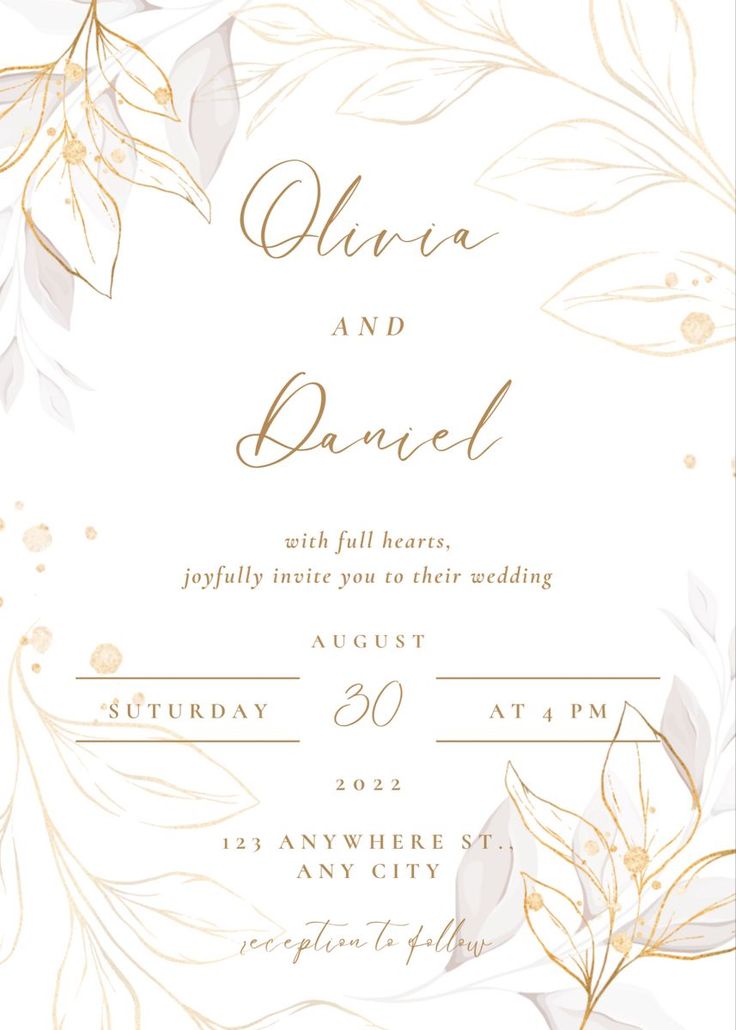 Olivia
AND
Daniel
with full hearts,
joyfully invite you to their wedding
AUGUST
SUTURDAY 30 AT 4 PM
2022
123 ANYWHERE ST.,
ANY CITY
reception to follow